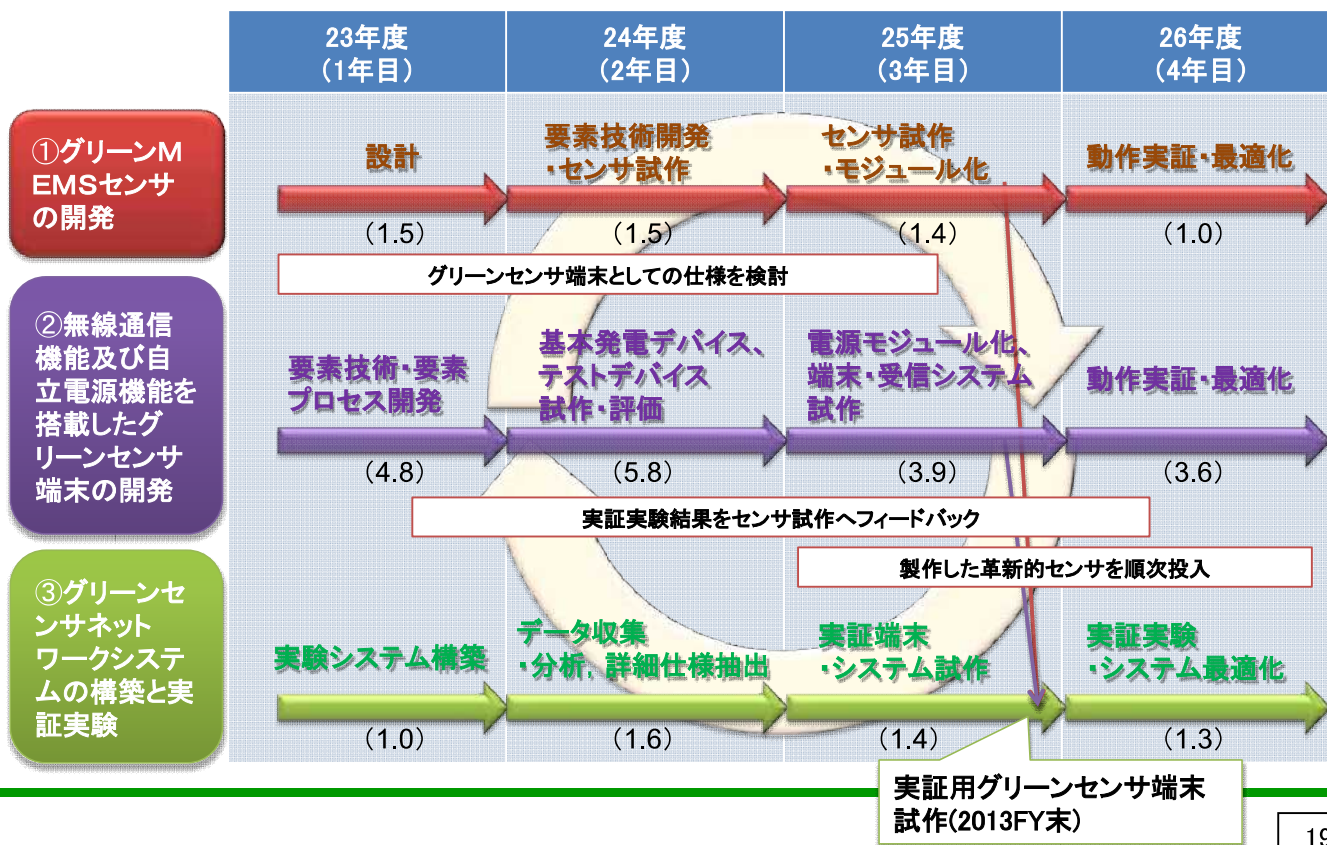 23年度
（1年目）
24年度
（2年目）
25年度
（3年目）
26年度
（4年目）
①グリーンM
EMSセンサ
の開発
設計
要素技術開発
・センサ試作
センサ試作
・モジュール化
動作実証・最適化
（1.5）
（1.5）
（1.4）
（1.0）
グリーンセンサ端末としての仕様を検討
②無線通信
機能及び自
立電源機能を
搭載したグ
リーンセンサ
端末の開発
要素技術・要素
プロセス開発
基本発電デバイス、
テストデバイス
試作・評価
電源モジュール化、
端末・受信システム
試作
動作実証・最適化
（4.8）
（5.8）
（3.9）
（3.6）
実証実験結果をセンサ試作へフィードバック
製作した革新的センサを順次投入
③グリーンセ
ンサネット
ワークシステ
ムの構築と実
証実験
実験システム構築
データ収集
・分析，詳細仕様抽出
実証端末
・システム試作
実証実験
・システム最適化
（1.0）
（1.6）
（1.4）
（1.3）
実証用グリーンセンサ端末
試作(2013FY末)
19